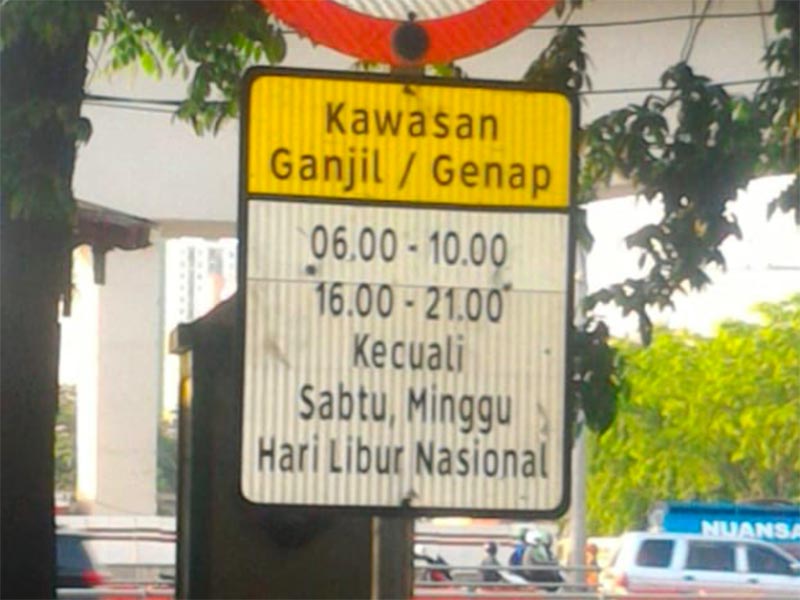 Kawasan
Ganjil / Genap
06.00 - 10.00
16.00 - 21.00
Kecuali
Sabtu, Minggu
Hari Libur Nasional
NUANSA